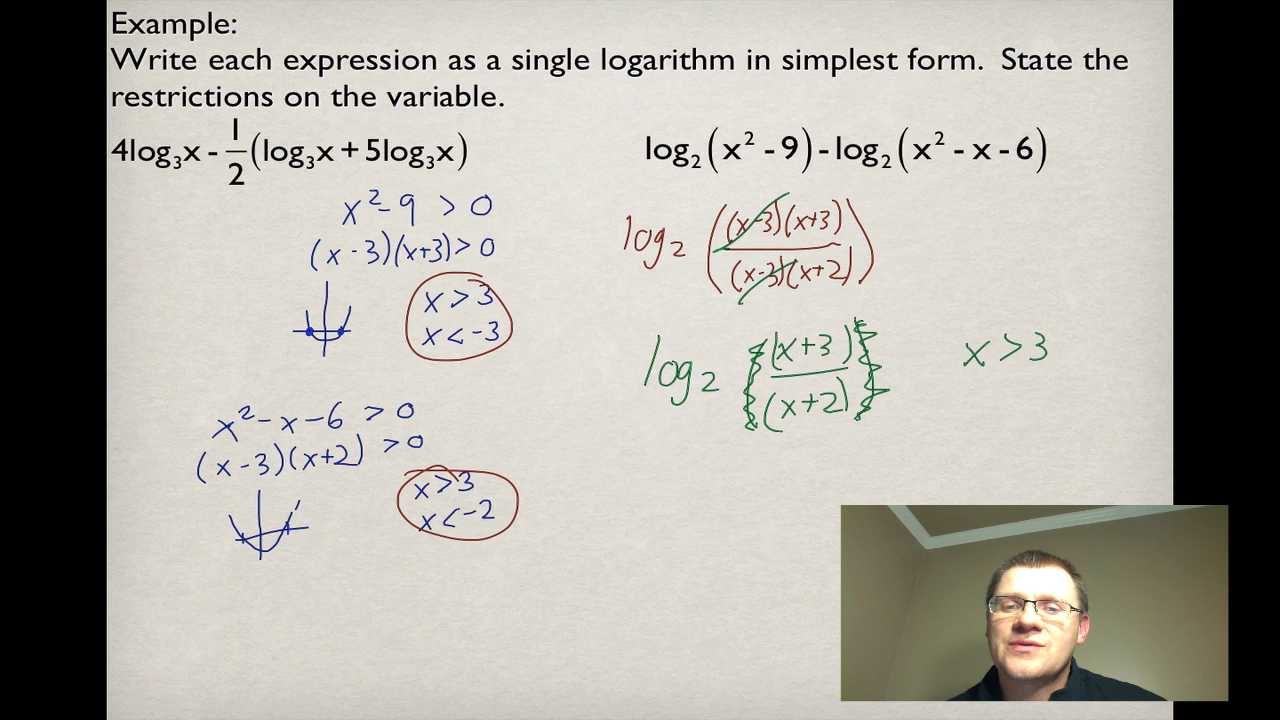 Example:
Write each expression as a single logarithm in simplest form. State the
restrictions on the variable.
4log₃x - 1/2(log₃x + 5log₃x)
log₂(x² - 9) - log₂(x² - x - 6)
x² - 9 > 0
(x - 3)(x+3) > 0
x > 3
x < -3
x² - x - 6 > 0
(x - 3)(x+2) > 0
x > 3
x < -2
log₂ ((x-3)(x+3)/(x-3)(x+2))
log₂ ((x+3)/(x+2))
x > 3